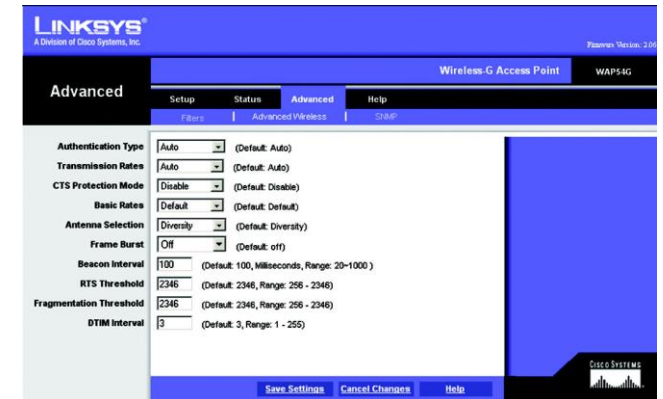 LINKSYS®
A Division of Cisco Systems, Inc.
Firmware Version: 2.06
Wireless-G Access Point WAP54G
Advanced
Setup Status Advanced Help
Filters | Advanced Wireless | SNMP
Authentication Type Auto (Default: Auto)
Transmission Rates Auto (Default: Auto)
CTS Protection Mode Disable (Default: Disable)
Basic Rates Default (Default: Default)
Antenna Selection Diversity (Default: Diversity)
Frame Burst Off (Default: off)
Beacon Interval 100 (Default: 100, Milliseconds, Range: 20~1000 )
RTS Threshold 2346 (Default: 2346, Range: 256 - 2346)
Fragmentation Threshold 2346 (Default: 2346, Range: 256 - 2346)
DTIM Interval 3 (Default: 3, Range: 1 - 255)
Save Settings Cancel Changes Help
CISCO SYSTEMS